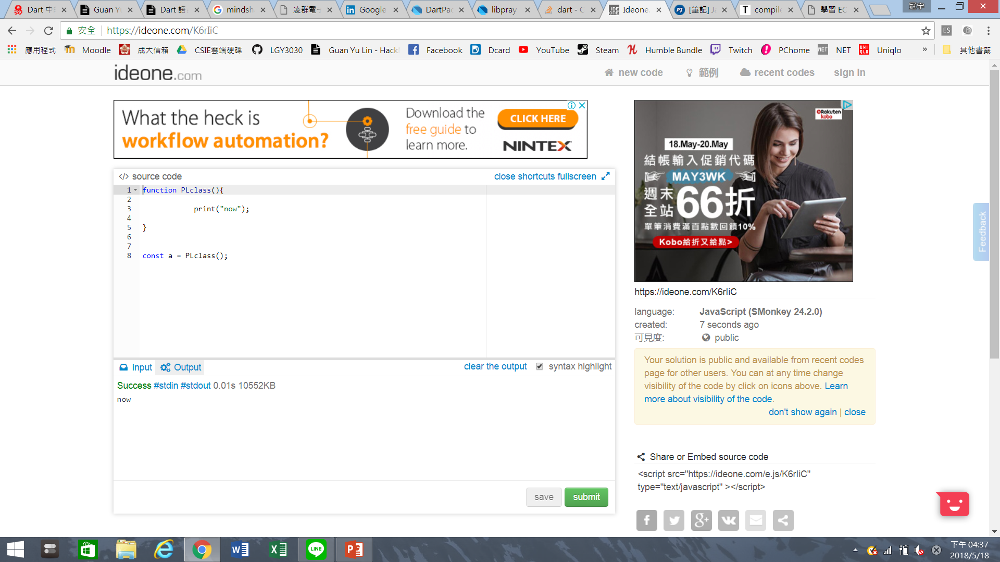 Dart 中
Guan Yu
Dart 語
mindsh
凌群電子
Google
DartPac
libpray
dart - C
Ideone.
[筆記] Ja
compile
學習 EC
冠宇
安全 https://ideone.com/K6rIiC
應用程式 Moodle 成大信箱 CSIE雲端硬碟 LGY3030 Guan Yu Lin - Hack Facebook Dcard YouTube Steam Humble Bundle Twitch PChome NET Uniqlo » 其他書籤
ideone.com
new code 範例 recent codes sign in
What the heck is
workflow automation?
Download the
free guide to
learn more.
CLICK HERE
NINTEX
Rakuten
kobo
18.May-20.May
結帳輸入促銷代碼
MAY3WK
週末
全站
66折
單筆消費滿百點數回饋10%
Kobo給折又給點>
Feedback
</> source code
close shortcuts fullscreen
1 function PLclass(){
2
3 print("now");
4
5 }
6
7
8 const a = PLclass();
input Output
clear the output syntax highlight
Success #stdin #stdout 0.01s 10552KB
now
save submit
https://ideone.com/K6rIiC
language: JavaScript (SMonkey 24.2.0)
created: 7 seconds ago
可見度: public
Your solution is public and available from recent codes
page for other users. You can at any time change
visibility of the code by click on icons above. Learn
more about visibility of the code.
don't show again | close
Share or Embed source code
<script src="https://ideone.com/e.js/K6rIiC"
type="text/javascript" ></script>
LINE
下午 04:37
2018/5/18